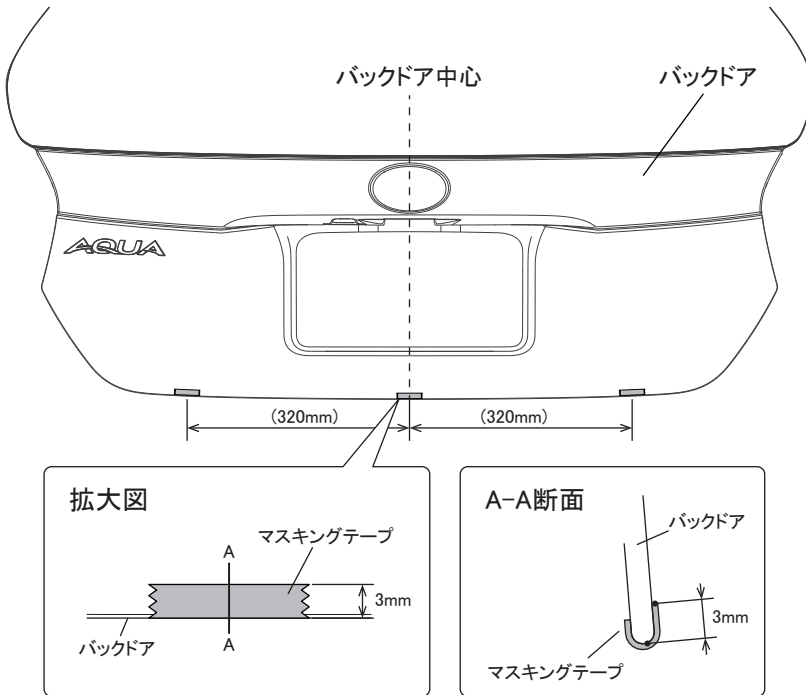 バックドア中心
バックドア
AQUA
(320mm)
(320mm)
拡大図
マスキングテープ
A
3mm
A
バックドア
A-A断面
バックドア
3mm
マスキングテープ